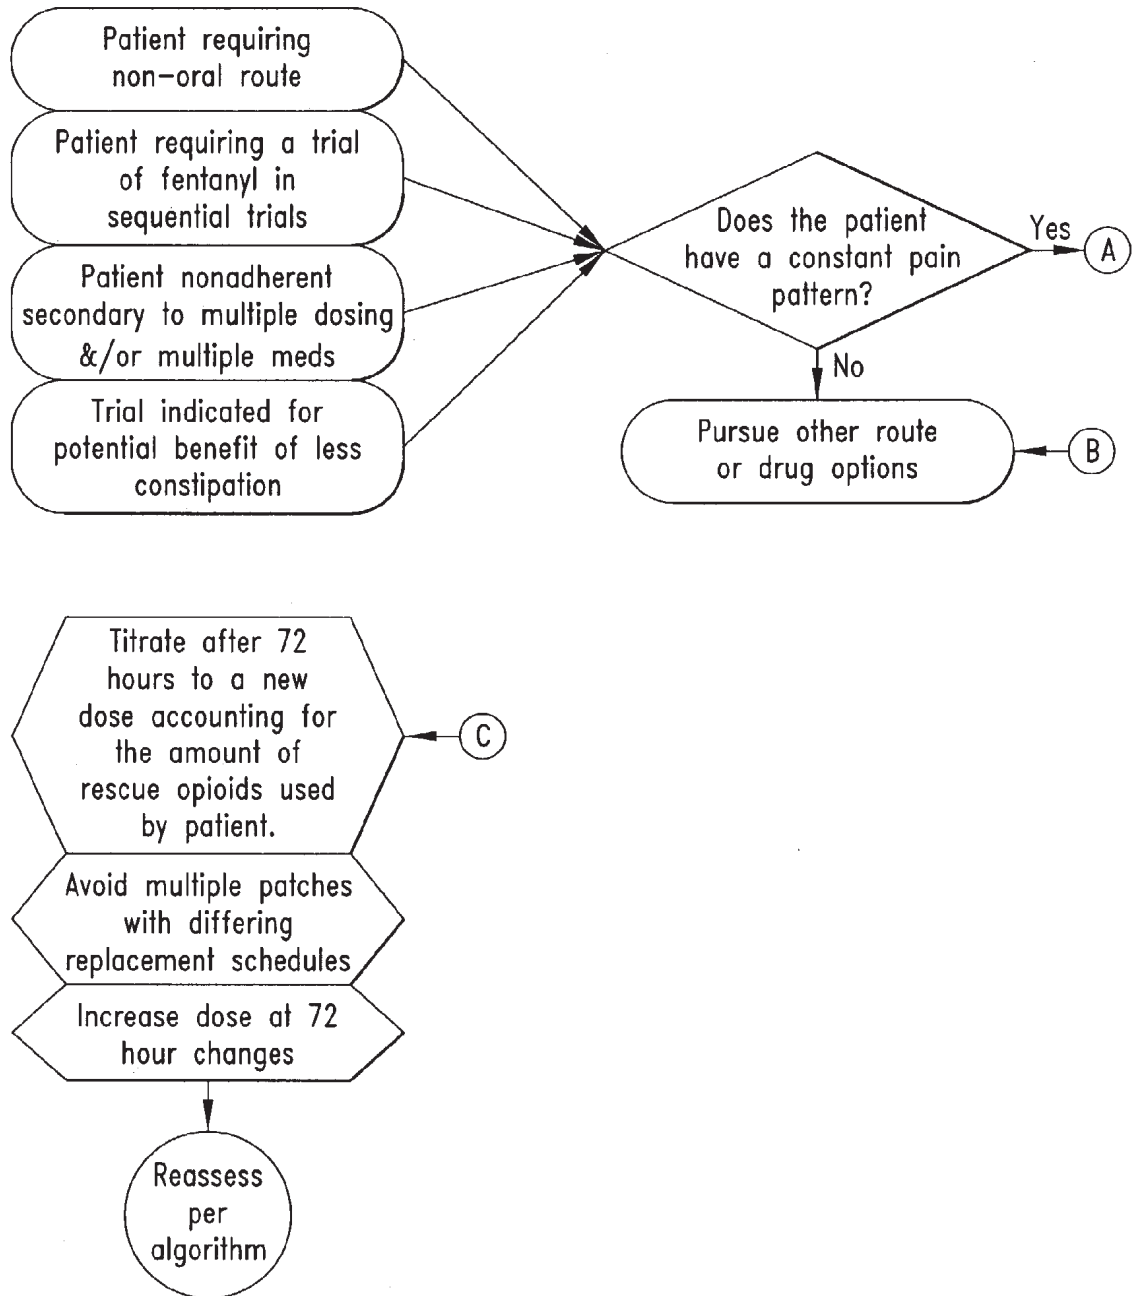 Patient requiring
non-oral route
Patient requiring a trial
of fentanyl in
sequential trials
Patient nonadherent
secondary to multiple dosing
&/or multiple meds
Trial indicated for
potential benefit of less
constipation
Does the patient
have a constant pain
pattern?
Yes
A
No
Pursue other route
or drug options
B
Titrate after 72
hours to a new
dose accounting for
the amount of
rescue opioids used
by patient.
C
Avoid multiple patches
with differing
replacement schedules
Increase dose at 72
hour changes
Reassess
per
algorithm